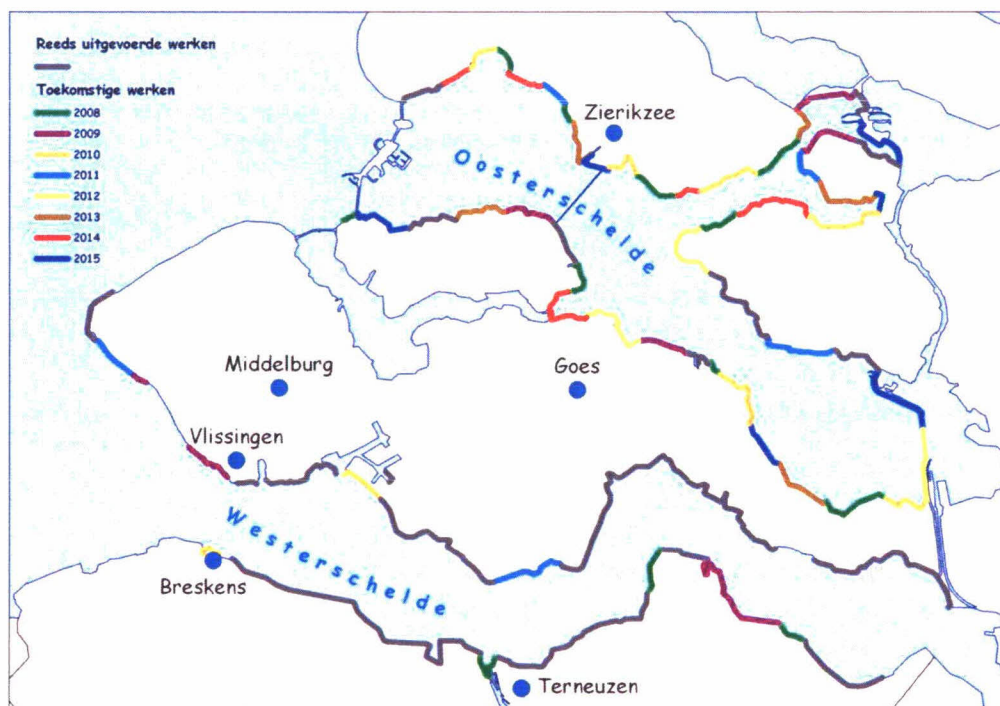 Reeds uitgevoerde werken
Toekomstige werken
2008
2009
2010
2011
2012
2013
2014
2015
Zierikzee
Oosterschelde
Middelburg
Goes
Vlissingen
Westerschelde
Breskens
Terneuzen